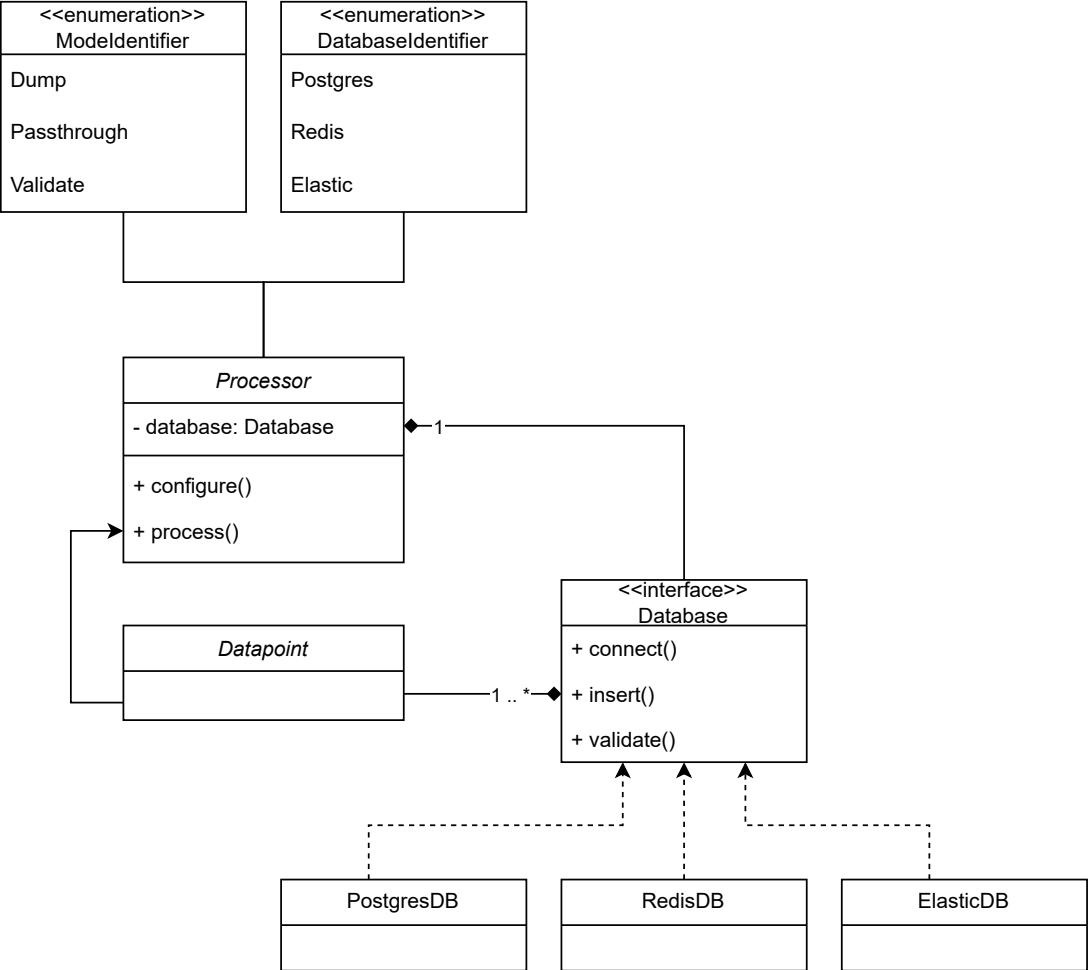 <<enumeration>>
ModeIdentifier
Dump
Passthrough
Validate
<<enumeration>>
DatabaseIdentifier
Postgres
Redis
Elastic
Processor
- database: Database
+ configure()
+ process()
1
Datapoint
1 .. *
<<interface>>
Database
+ connect()
+ insert()
+ validate()
PostgresDB
RedisDB
ElasticDB